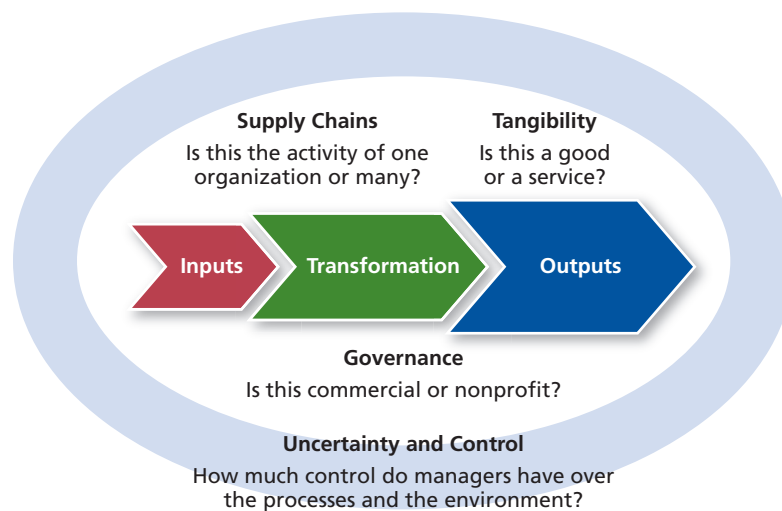 Supply Chains
Is this the activity of one
organization or many?
Tangibility
Is this a good
or a service?
Inputs
Transformation
Outputs
Governance
Is this commercial or nonprofit?
Uncertainty and Control
How much control do managers have over
the processes and the environment?